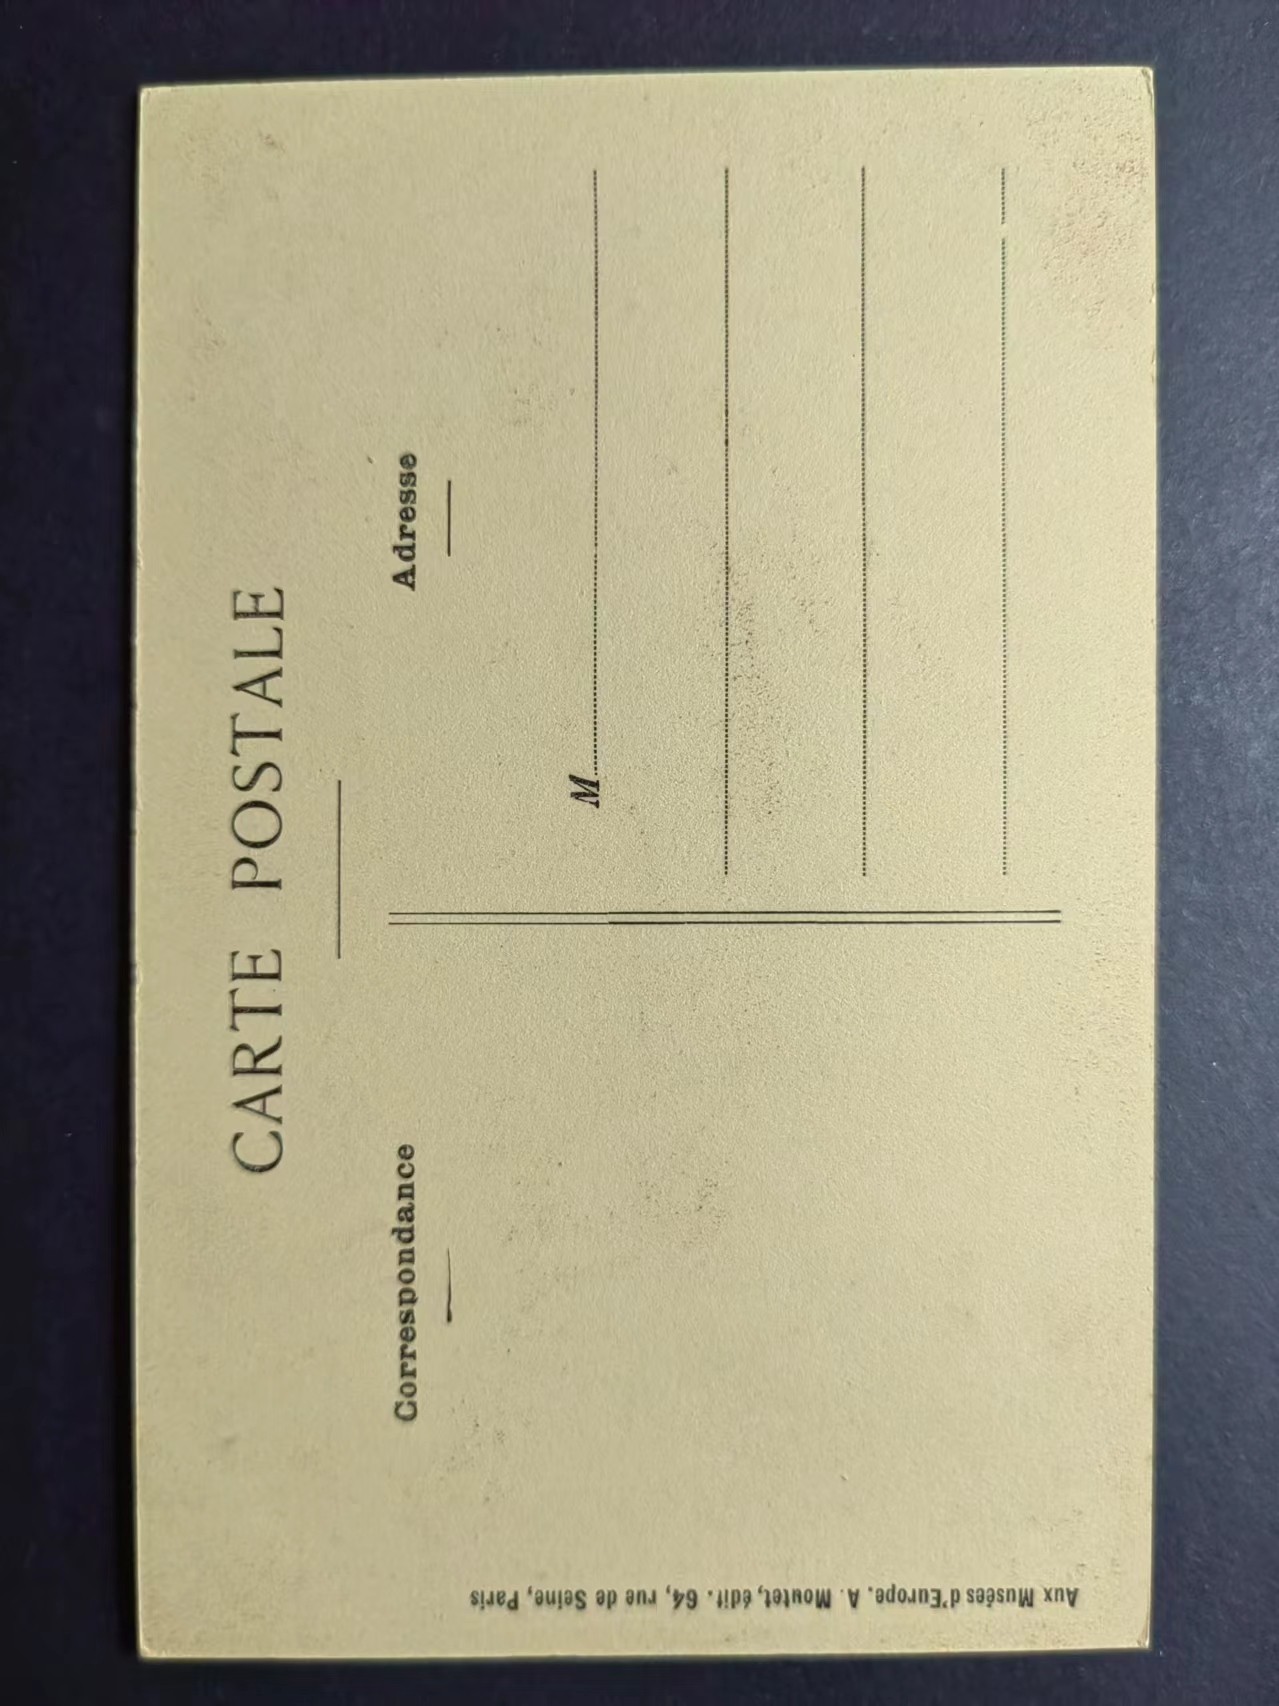 CARTE POSTALE
Correspondance
Adresse
M
Aux Musées d'Europe. A. Moutet, édit. 64, rue de Seine, Paris